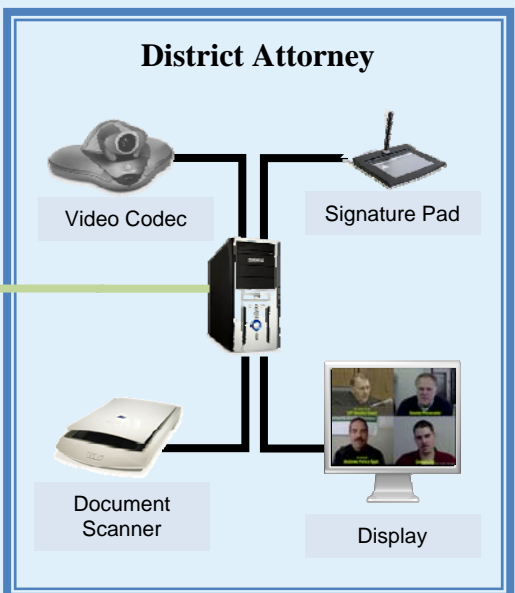 District Attorney
Video Codec
Signature Pad
Document
Scanner
Display